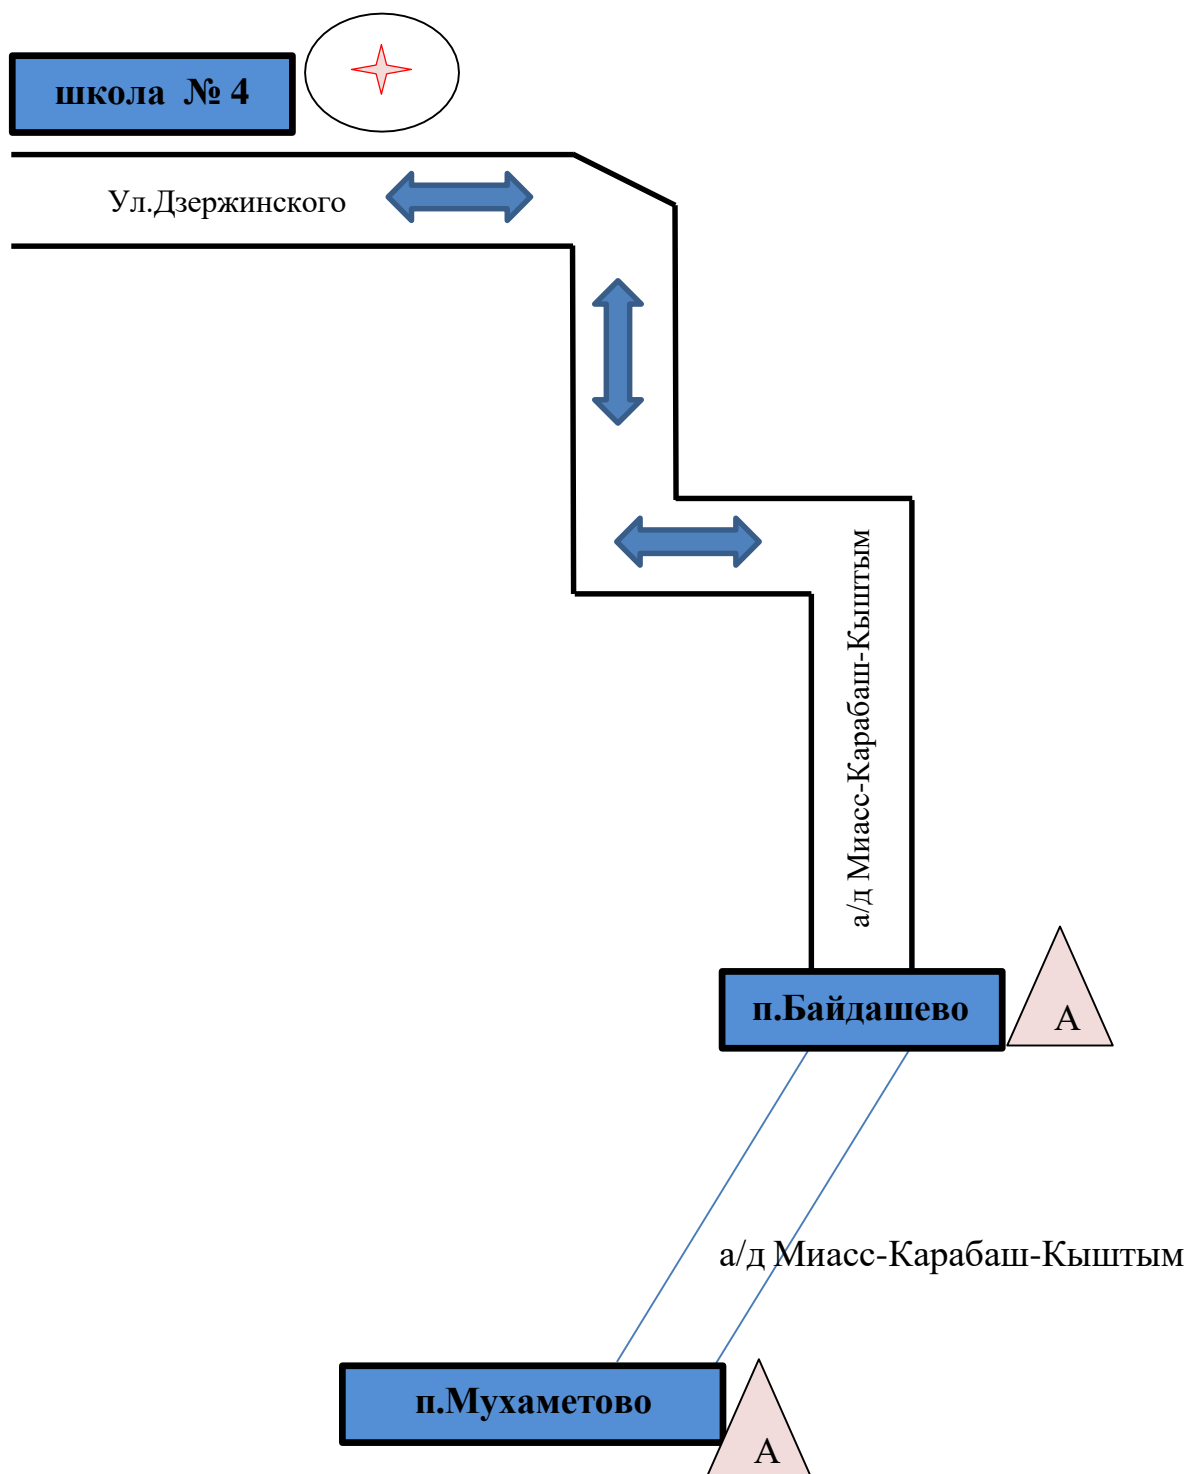 школа № 4
Ул.Дзержинского
а/д Миасс-Карабаш-Кыштым
п.Байдашево
А
а/д Миасс-Карабаш-Кыштым
п.Мухаметово
А